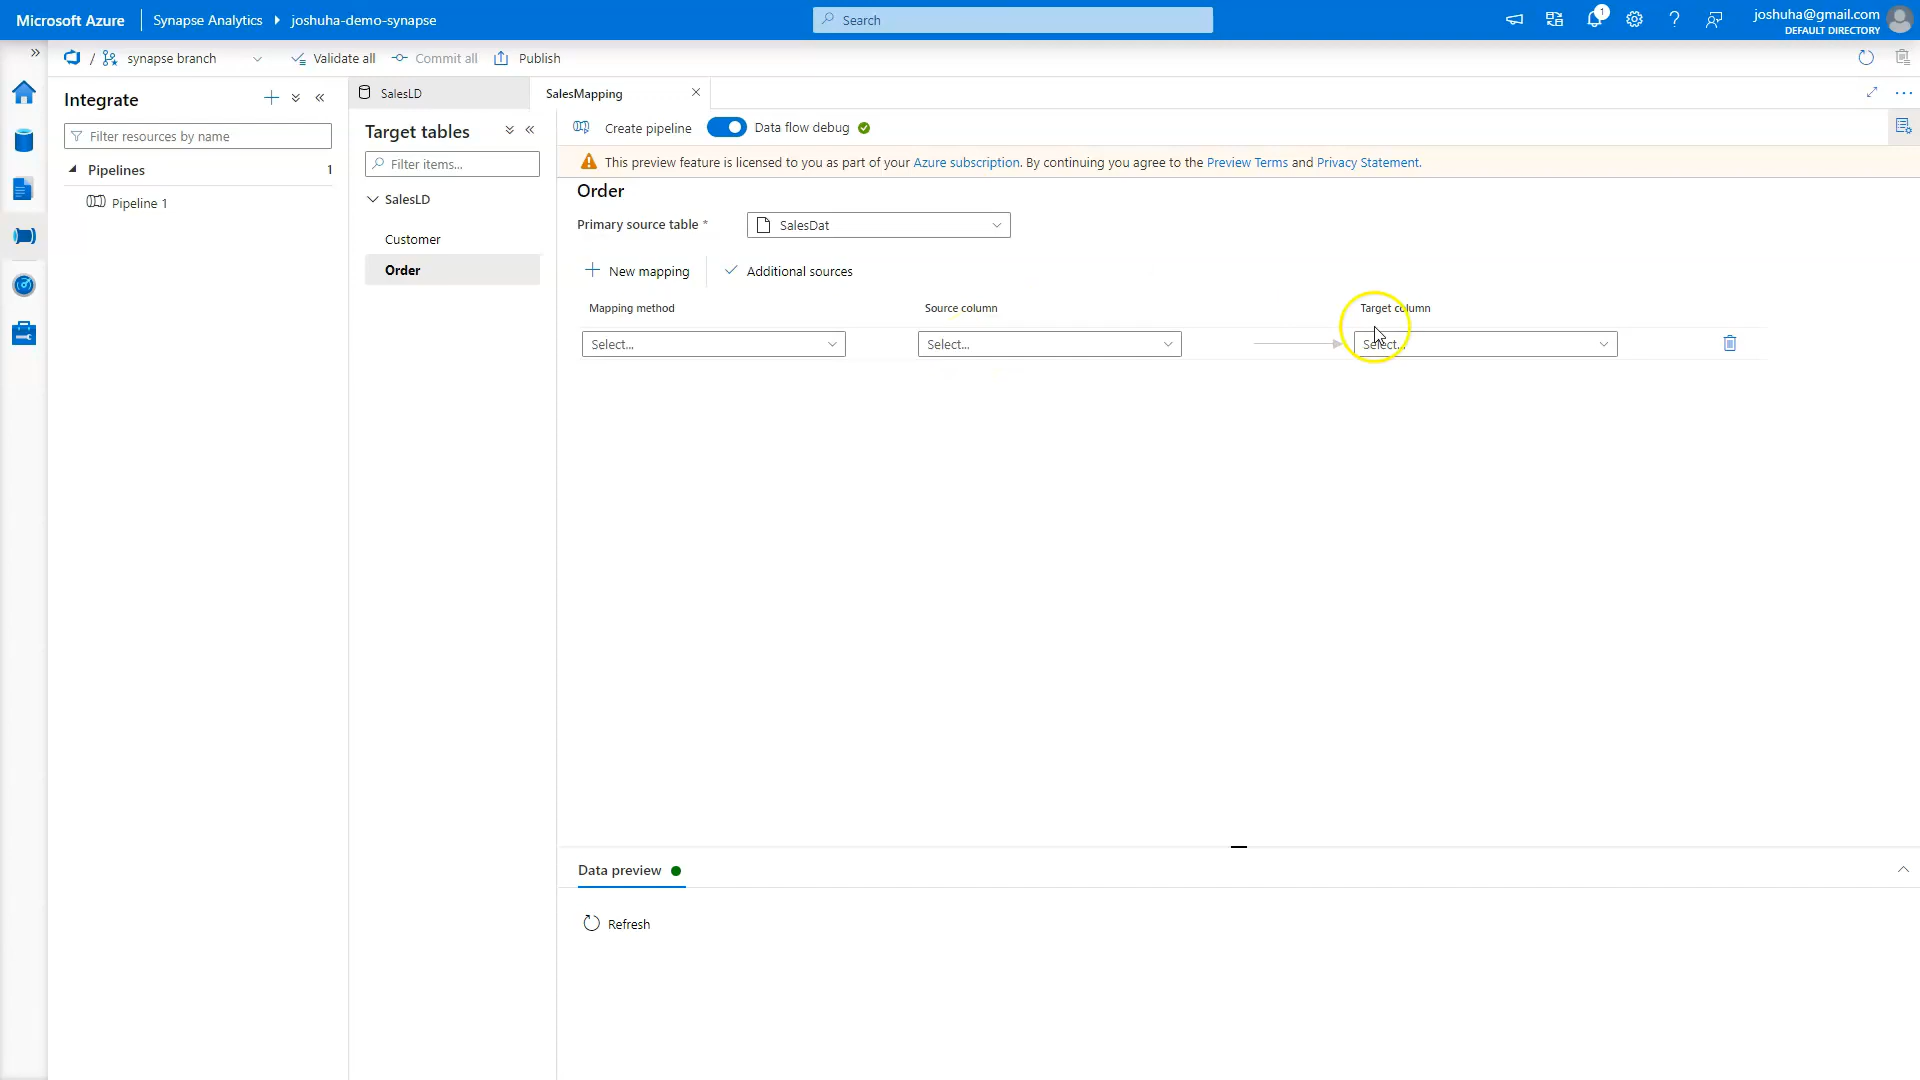 Microsoft Azure
Synapse Analytics
joshuha-demo-synapse
Search
1
?
joshuha@gmail.com
DEFAULT DIRECTORY
/ synapse branch
Validate all
Commit all
Publish
Integrate
Filter resources by name
Pipelines 1
Pipeline 1
SalesLD
SalesMapping
Target tables
Filter items...
SalesLD
Customer
Order
Create pipeline
Data flow debug
This preview feature is licensed to you as part of your Azure subscription. By continuing you agree to the Preview Terms and Privacy Statement.
Order
Primary source table *
SalesDat
New mapping
Additional sources
Mapping method
Source column
Target column
Select...
Select...
Select...
Data preview
Refresh